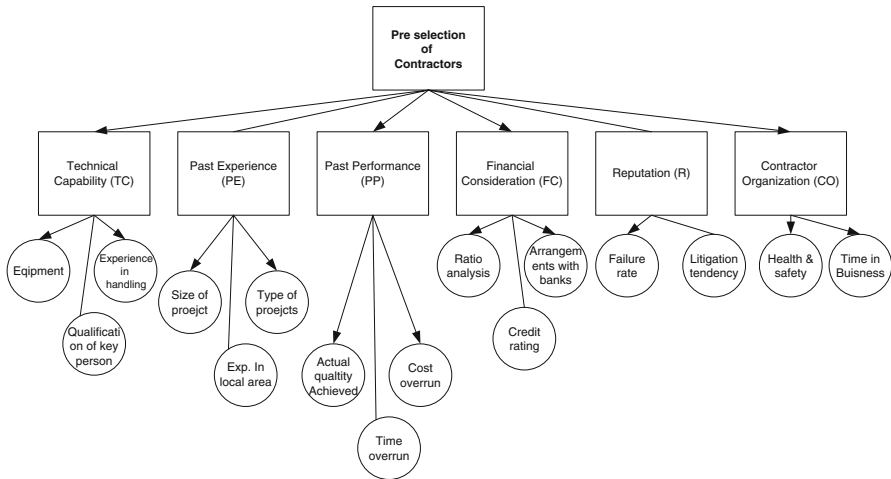 Pre selection
of
Contractors
Technical
Capability (TC)
Past Experience
(PE)
Past Performance
(PP)
Financial
Consideration (FC)
Reputation (R)
Contractor
Organization (CO)
Eqipment
Experience
in
handling
Qualificati
on of key
person
Size of
proejct
Type of
proejcts
Exp. In
local area
Actual
qualtity
Achieved
Cost
overrun
Time
overrun
Ratio
analysis
Arrangem
ents with
banks
Credit
rating
Failure
rate
Litigation
tendency
Health &
safety
Time in
Buisness